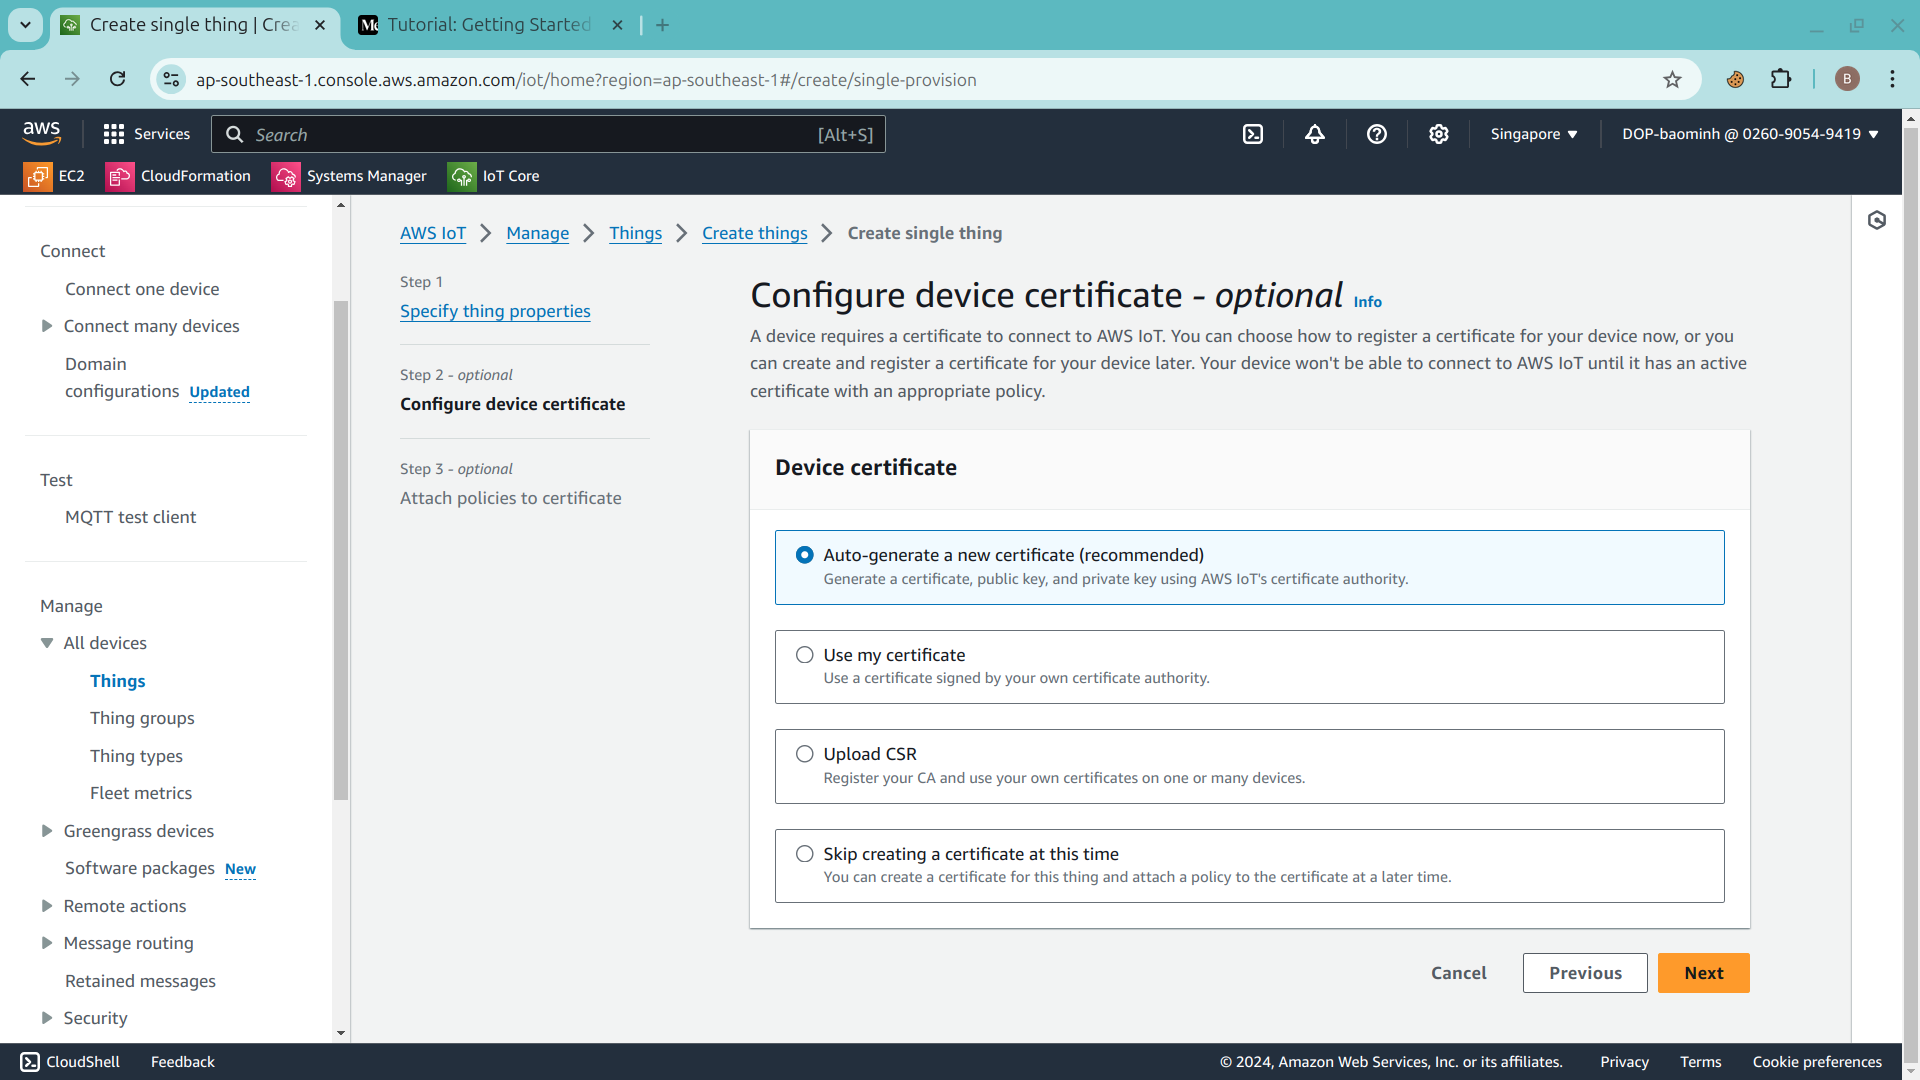 Create single thing | Crea
Tutorial: Getting Started
ap-southeast-1.console.aws.amazon.com/iot/home?region=ap-southeast-1#/create/single-provision
B
aws
Services
Search
[Alt+S]
Singapore
DOP-baominh @ 0260-9054-9419
EC2
CloudFormation
Systems Manager
IoT Core
Connect
Connect one device
Connect many devices
Domain
configurations Updated
Test
MQTT test client
Manage
All devices
Things
Thing groups
Thing types
Fleet metrics
Greengrass devices
Software packages New
Remote actions
Message routing
Retained messages
Security
AWS IoT
Manage
Things
Create things
Create single thing
Step 1
Specify thing properties
Step 2 - optional
Configure device certificate
Step 3 - optional
Attach policies to certificate
Configure device certificate - optional Info
A device requires a certificate to connect to AWS IoT. You can choose how to register a certificate for your device now, or you
can create and register a certificate for your device later. Your device won't be able to connect to AWS IoT until it has an active
certificate with an appropriate policy.
Device certificate
Auto-generate a new certificate (recommended)
Generate a certificate, public key, and private key using AWS IoT's certificate authority.
Use my certificate
Use a certificate signed by your own certificate authority.
Upload CSR
Register your CA and use your own certificates on one or many devices.
Skip creating a certificate at this time
You can create a certificate for this thing and attach a policy to the certificate at a later time.
Cancel
Previous
Next
CloudShell
Feedback
© 2024, Amazon Web Services, Inc. or its affiliates.
Privacy
Terms
Cookie preferences